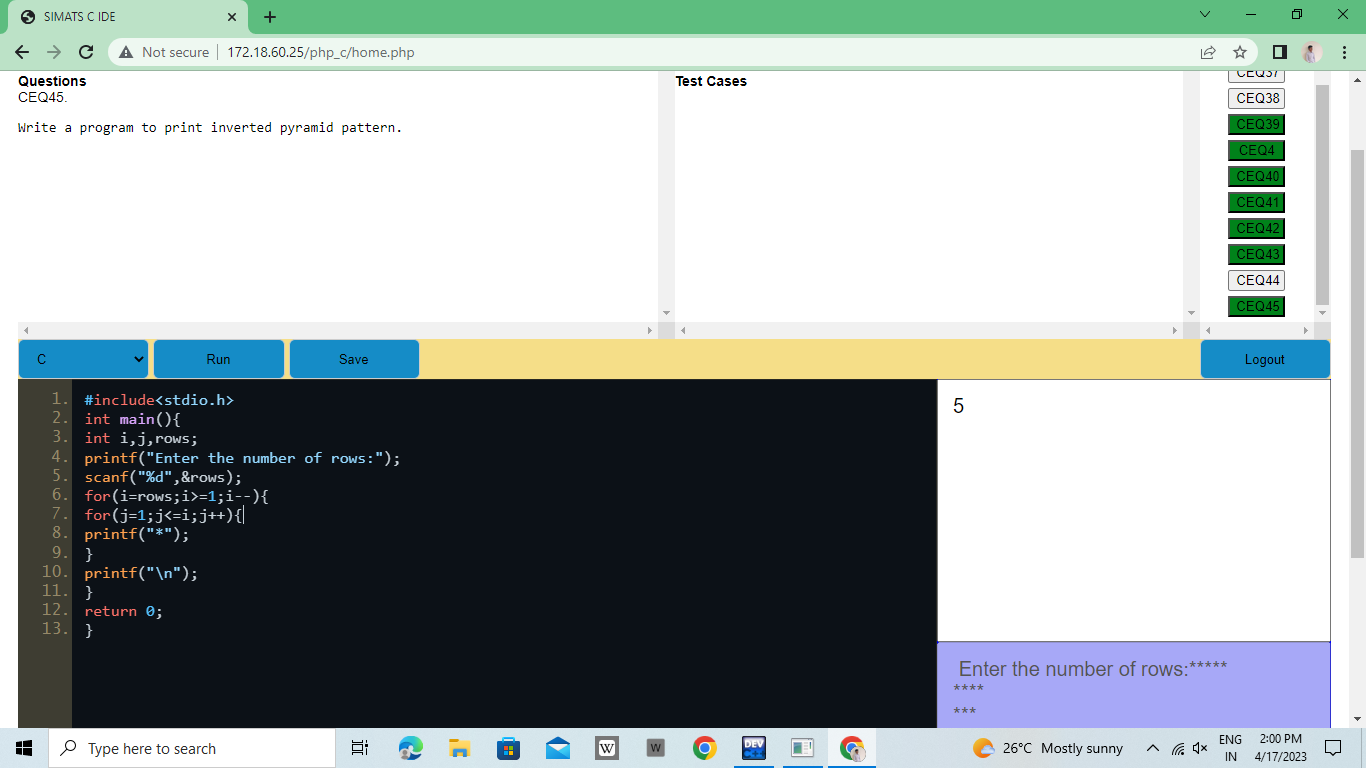 SIMATS C IDE
Not secure
172.18.60.25/php_c/home.php
Questions
CEQ45.
Write a program to print inverted pyramid pattern.
Test Cases
CEQ37
CEQ38
CEQ39
CEQ4
CEQ40
CEQ41
CEQ42
CEQ43
CEQ44
CEQ45
C
Run
Save
Logout
1. #include<stdio.h>
2. int main(){
3. int i,j,rows;
4. printf("Enter the number of rows:");
5. scanf("%d",&rows);
6. for(i=rows;i>=1;i--){
7. for(j=1;j<=i;j++){
8. printf("*");
9. }
10. printf("\n");
11. }
12. return 0;
13. }
5
Enter the number of rows:*****
****
***
Type here to search
W
W
DEV
26°C Mostly sunny
ENG
IN
2:00 PM
4/17/2023